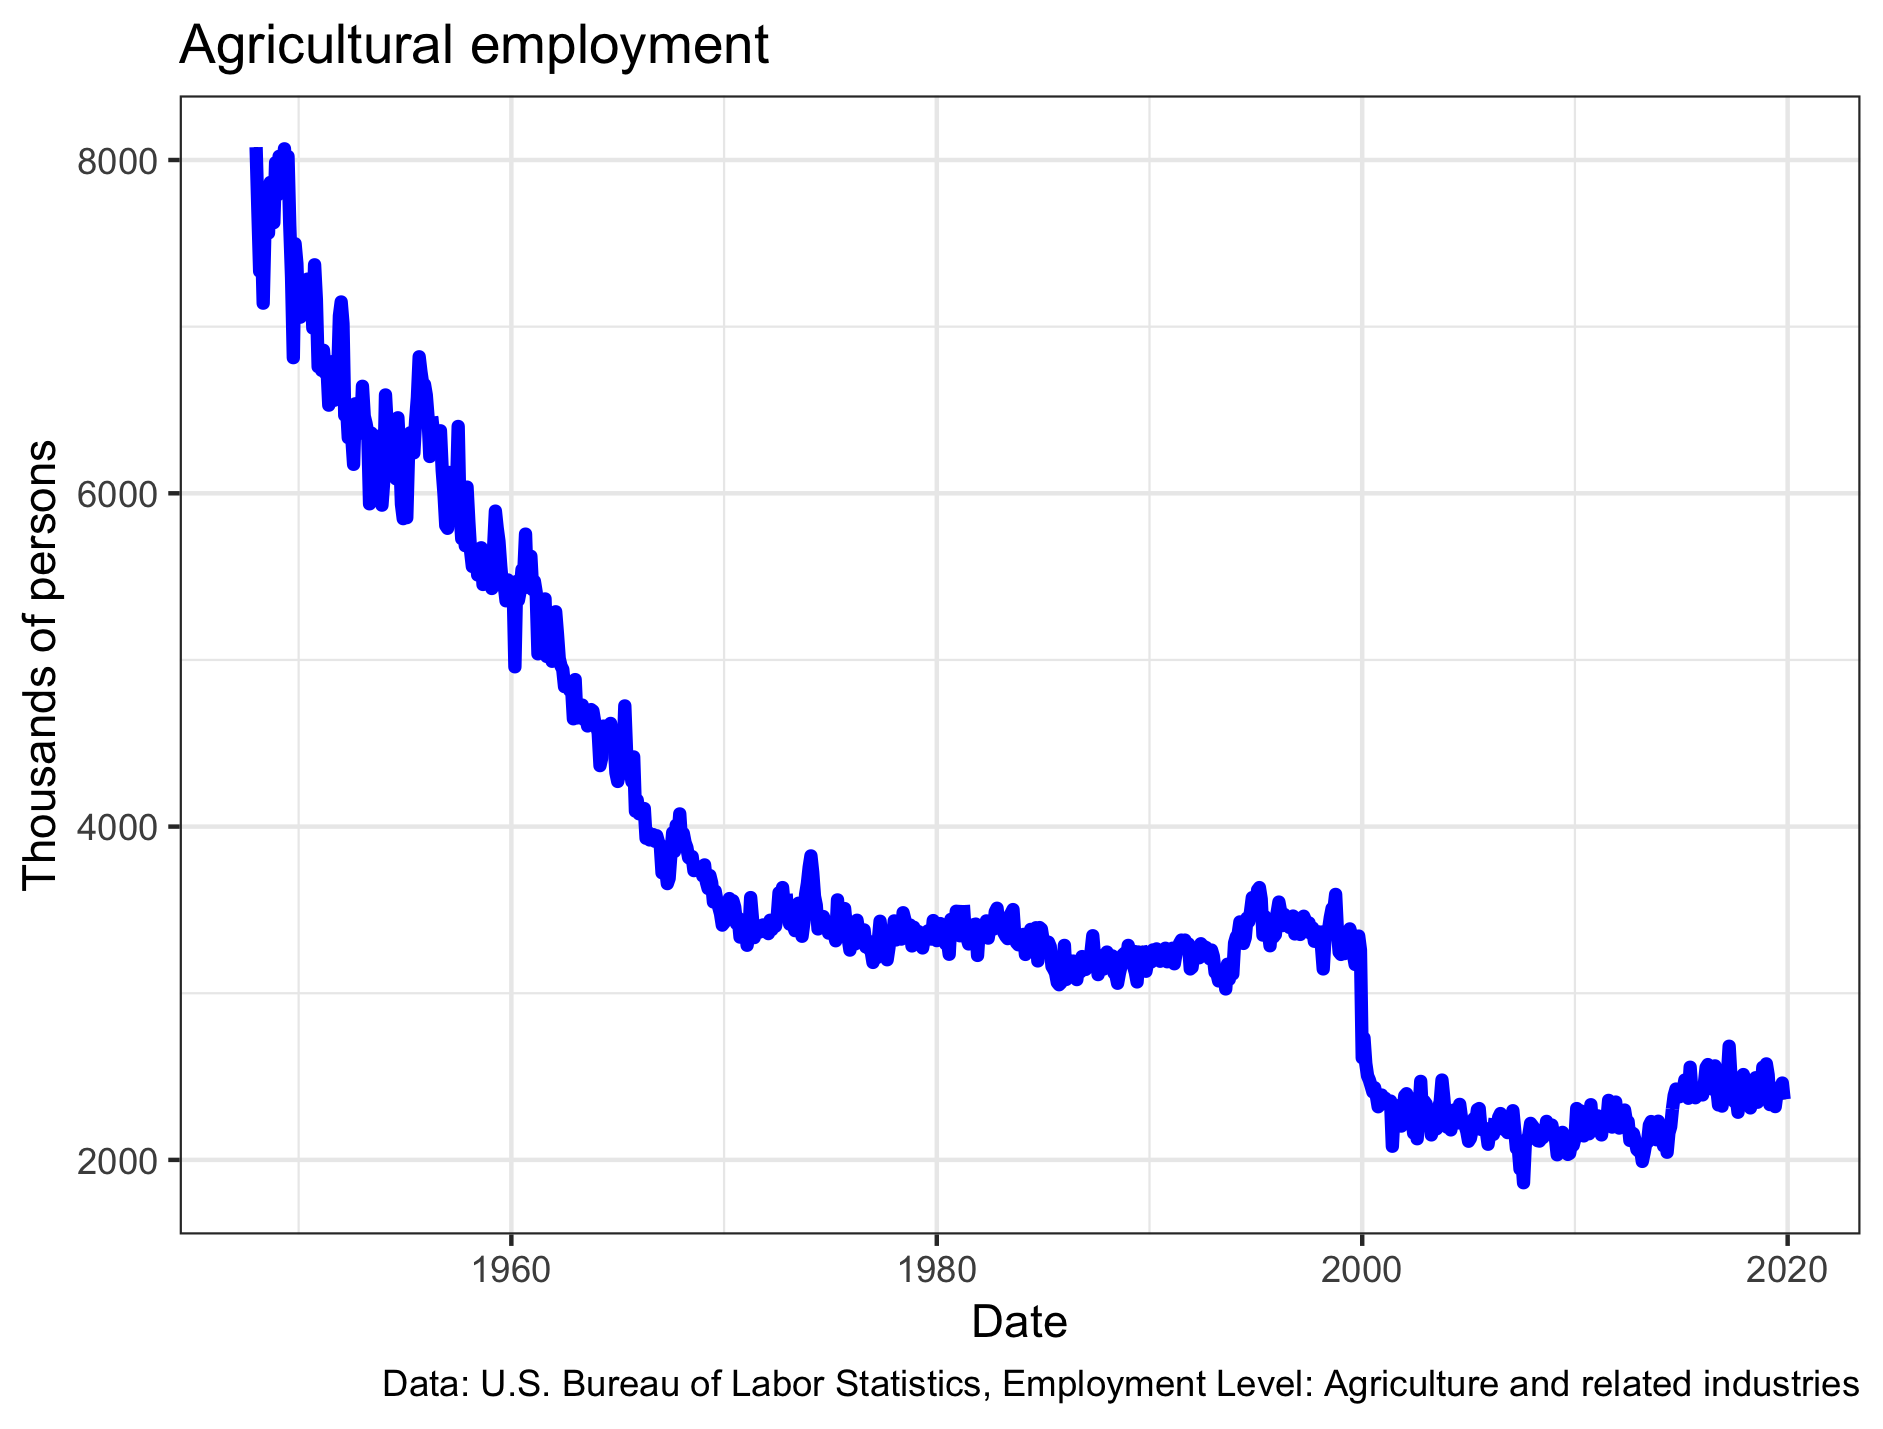 Agricultural employment
8000
6000
4000
2000
Thousands of persons
1960
1980
2000
2020
Date
Data: U.S. Bureau of Labor Statistics, Employment Level: Agriculture and related industries